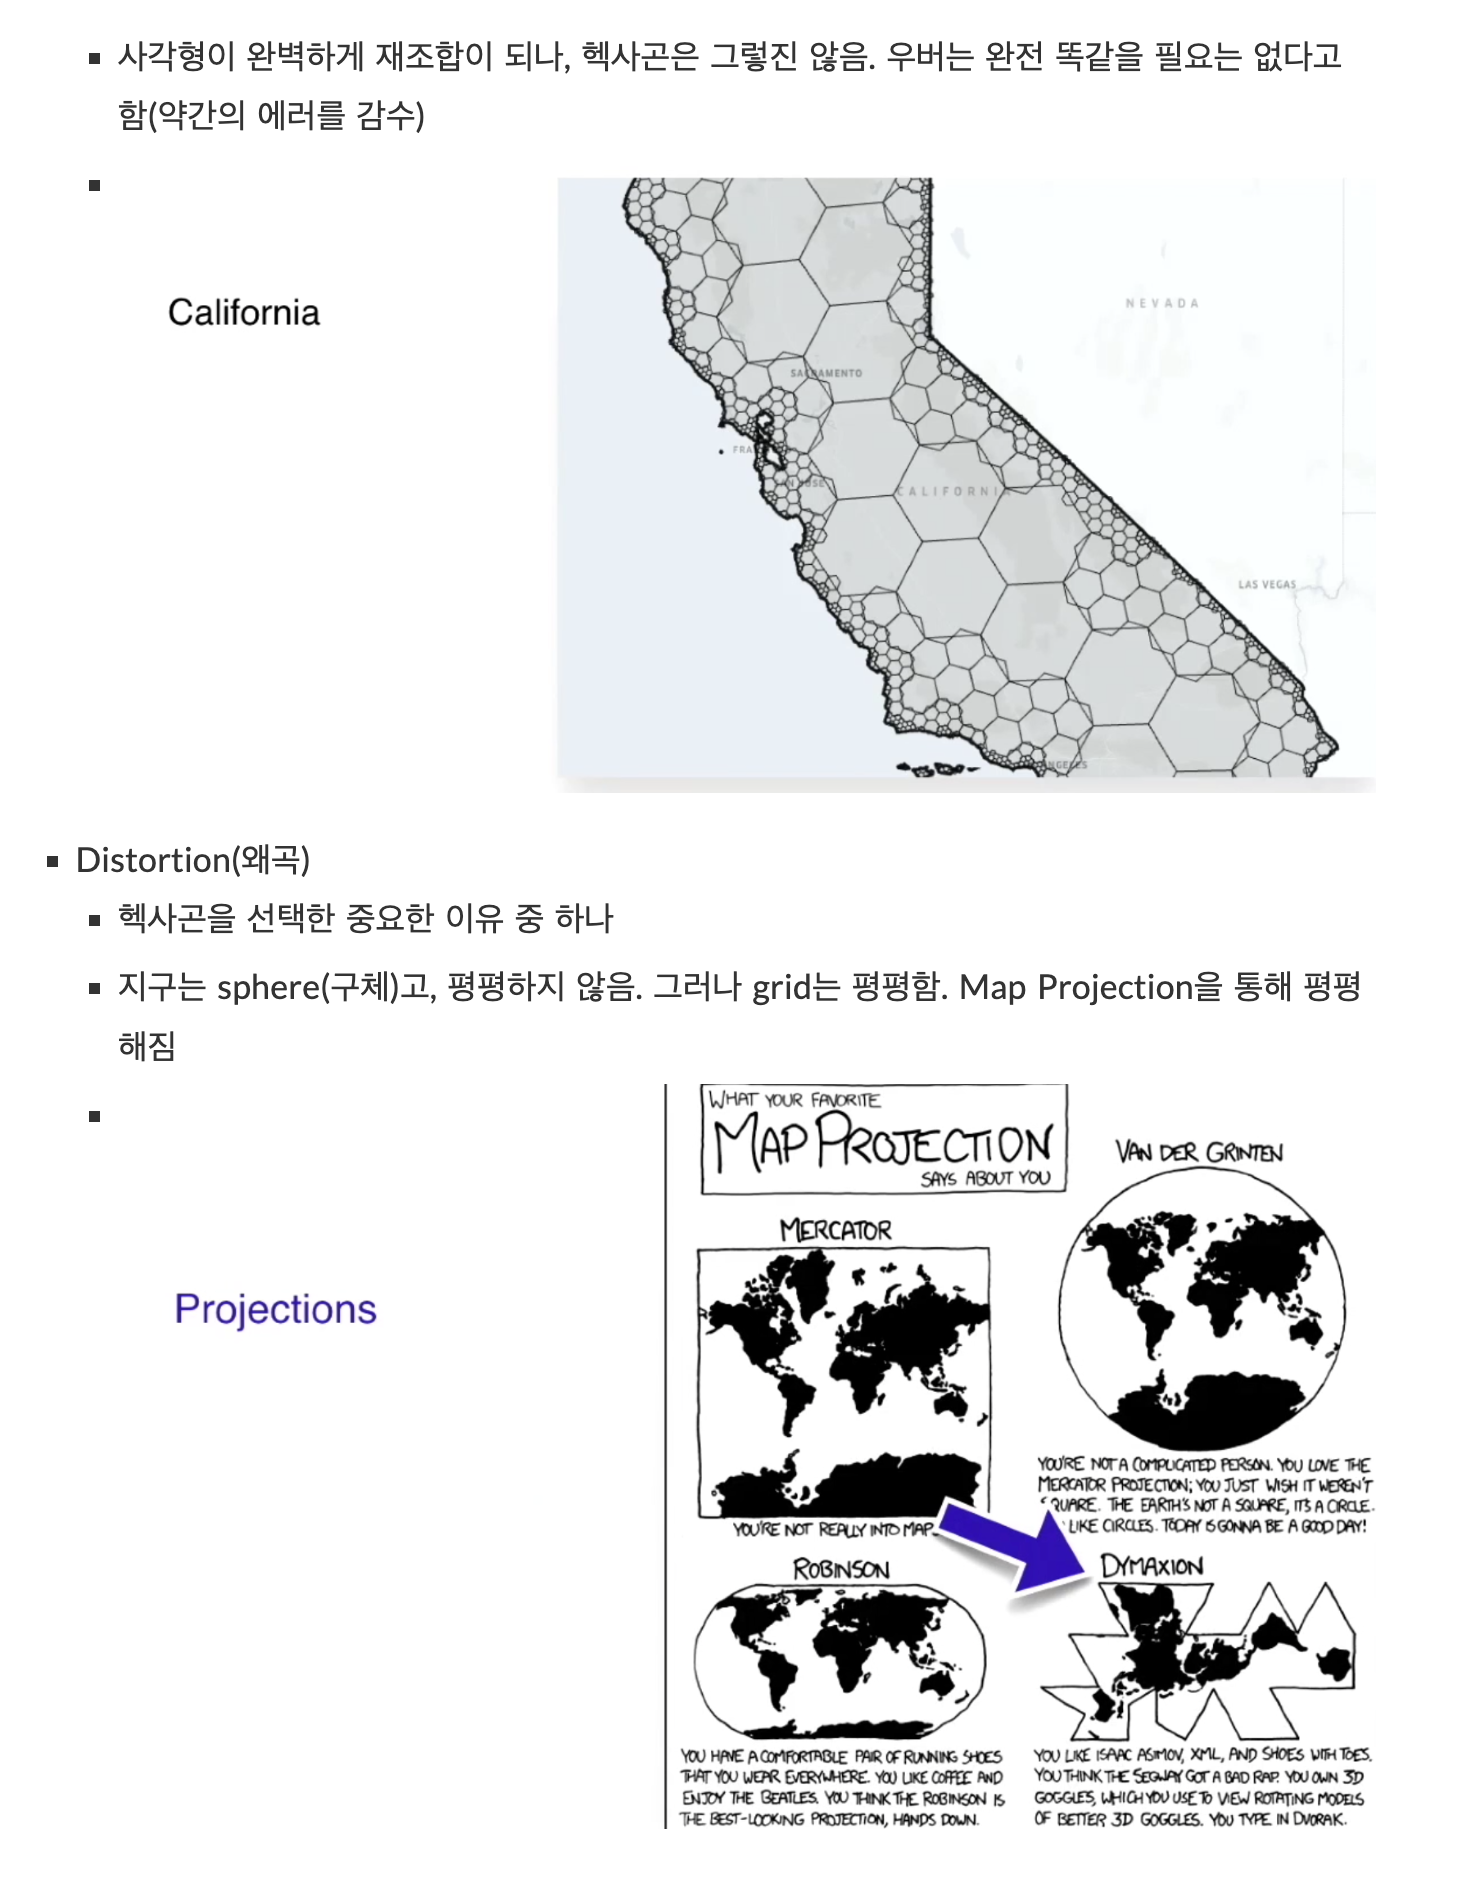 사각형이 완벽하게 재조합이 되나, 헥사곤은 그렇진 않음. 우버는 완전 똑같을 필요는 없다고
함(약간의 에러를 감수)
California
NEVADA
SACRAMENTO
CALIFORNIA
LAS VEGAS
Distortion(왜곡)
헥사곤을 선택한 중요한 이유 중 하나
지구는 sphere(구체)고, 평평하지 않음. 그러나 grid는 평평함. Map Projection을 통해 평평
해짐
Projections
WHAT YOUR FAVORITE
MAP PROJECTION
SAYS ABOUT YOU
MERCATOR
YOU'RE NOT REALLY INTO MAP
VAN DER GRINTEN
YOU'RE NOT A COMPLICATED PERSON. YOU LOVE THE
MERCATOR PROJECTION; YOU JUST WISH IT WEREN'T
QUARE. THE EARTH'S NOT A SQUARE, IT'S A CIRCLE.
LIKE CIRCLES. TODAY IS GONNA BE A GOOD DAY!
ROBINSON
YOU HAVE A COMFORTABLE PAIR OF RUNNING SHOES
THAT YOU WEAR EVERYWHERE. YOU LIKE COFFEE AND
ENJOY THE BEATLES. YOU THINK THE ROBINSON IS
THE BEST-LOOKING PROJECTION, HANDS DOWN.
DYMAXION
YOU LIKE ISAAC ASIMOV, XML, AND SHOES WITH TOES.
YOU THINK THE SEGWAY GOT A BAD RAP. YOU OWN 3D
GOGGLES, WHICH YOU USE TO VIEW ROTATING MODELS
OF BETTER 3D GOGGLES. YOU TYPE IN DVORAK.